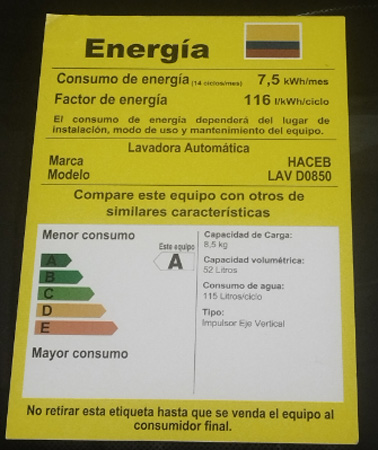 Energía
Consumo de energía (14 ciclos/mes) 7,5 kWh/mes
Factor de energía 116 l/kWh/ciclo
El consumo de energía dependerá del lugar de
instalación, modo de uso y mantenimiento del equipo.
Lavadora Automática
Marca HACEB
Modelo LAV D0850
Compare este equipo con otros de
similares características
Menor consumo
Este equipo
A
A
B
C
D
E
Mayor consumo
Capacidad de Carga:
8,5 kg
Capacidad volumétrica:
52 Litros
Consumo de agua:
115 Litros/ciclo
Tipo:
Impulsor Eje Vertical
No retirar esta etiqueta hasta que se venda el equipo al
consumidor final.